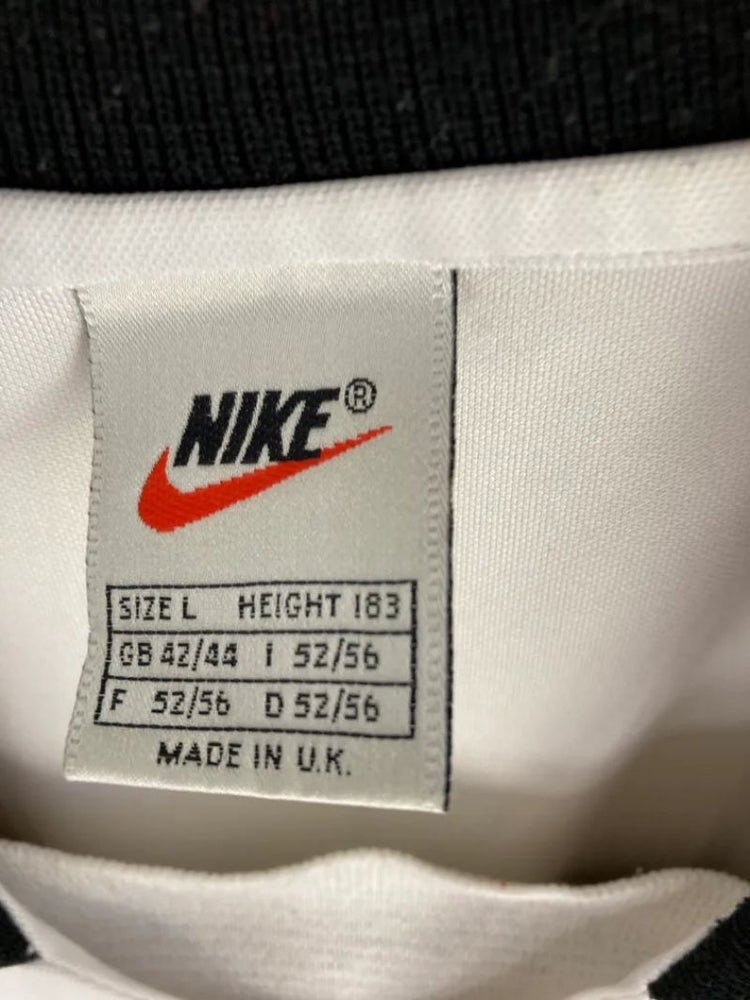 NIKE®
SIZE L HEIGHT 183
GB 42/44 I 52/56
F 52/56 D 52/56
MADE IN U.K.